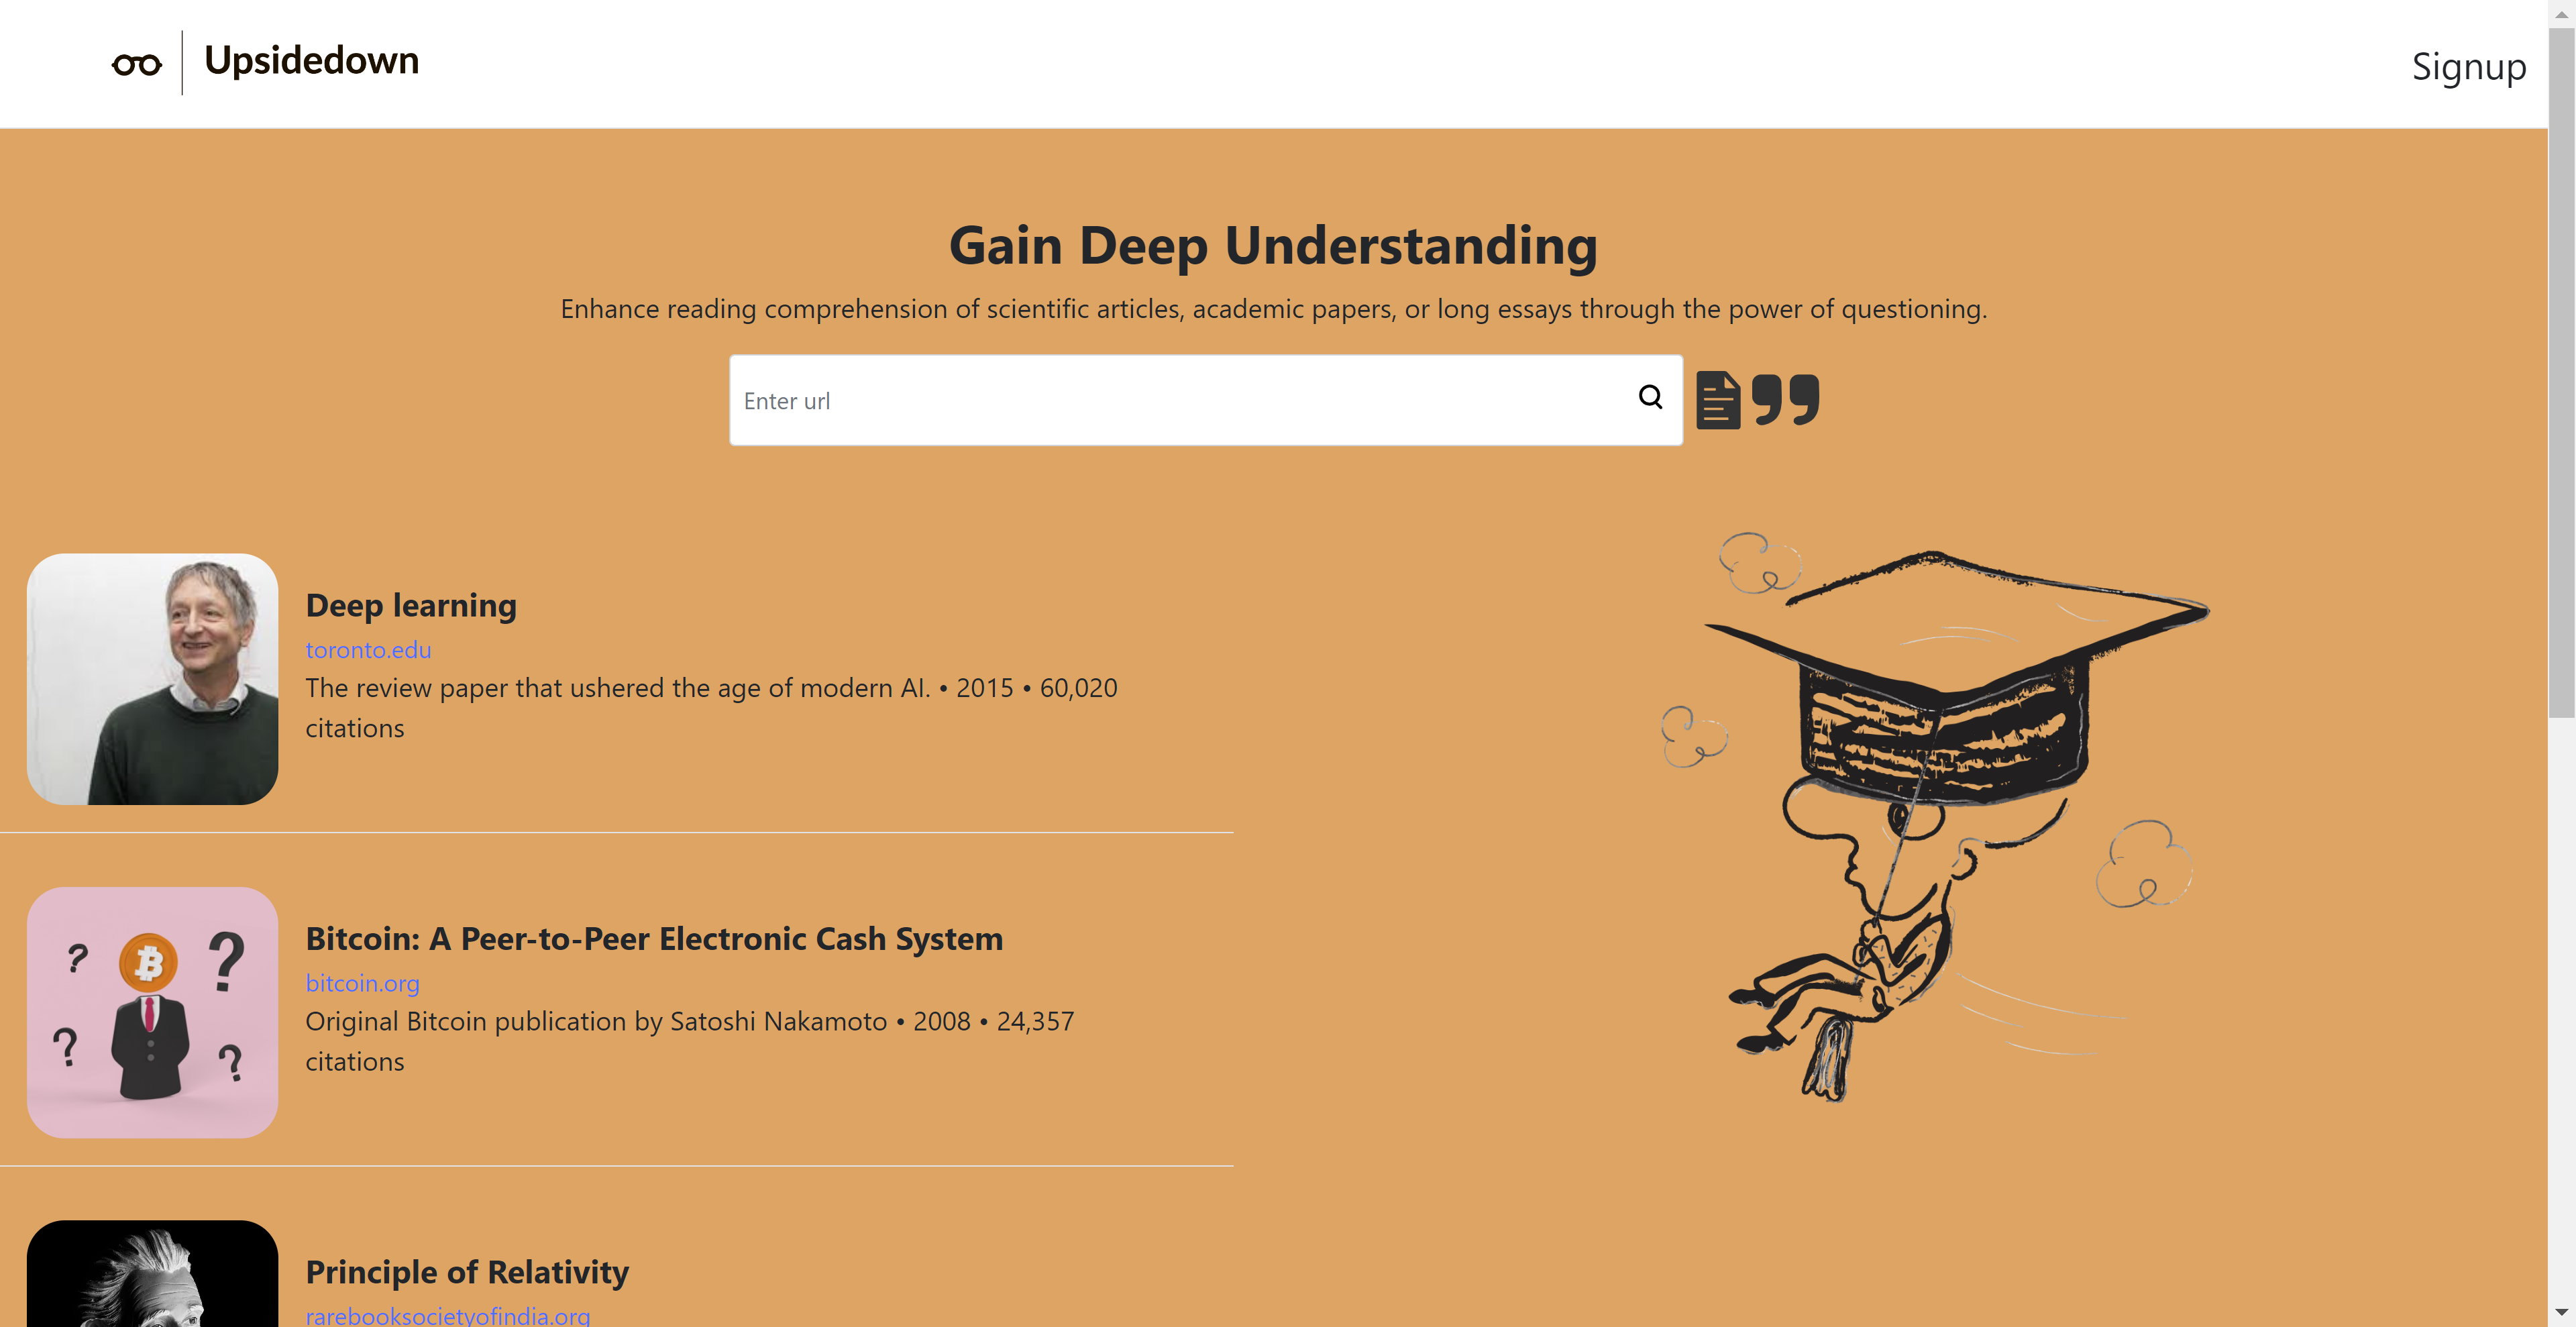 Upsidedown
Signup
Gain Deep Understanding
Enhance reading comprehension of scientific articles, academic papers, or long essays through the power of questioning.
Enter url
Deep learning
toronto.edu
The review paper that ushered the age of modern AI. • 2015 • 60,020
citations
Bitcoin: A Peer-to-Peer Electronic Cash System
bitcoin.org
Original Bitcoin publication by Satoshi Nakamoto • 2008 • 24,357
citations
Principle of Relativity
rarebooksocietyofindia.org